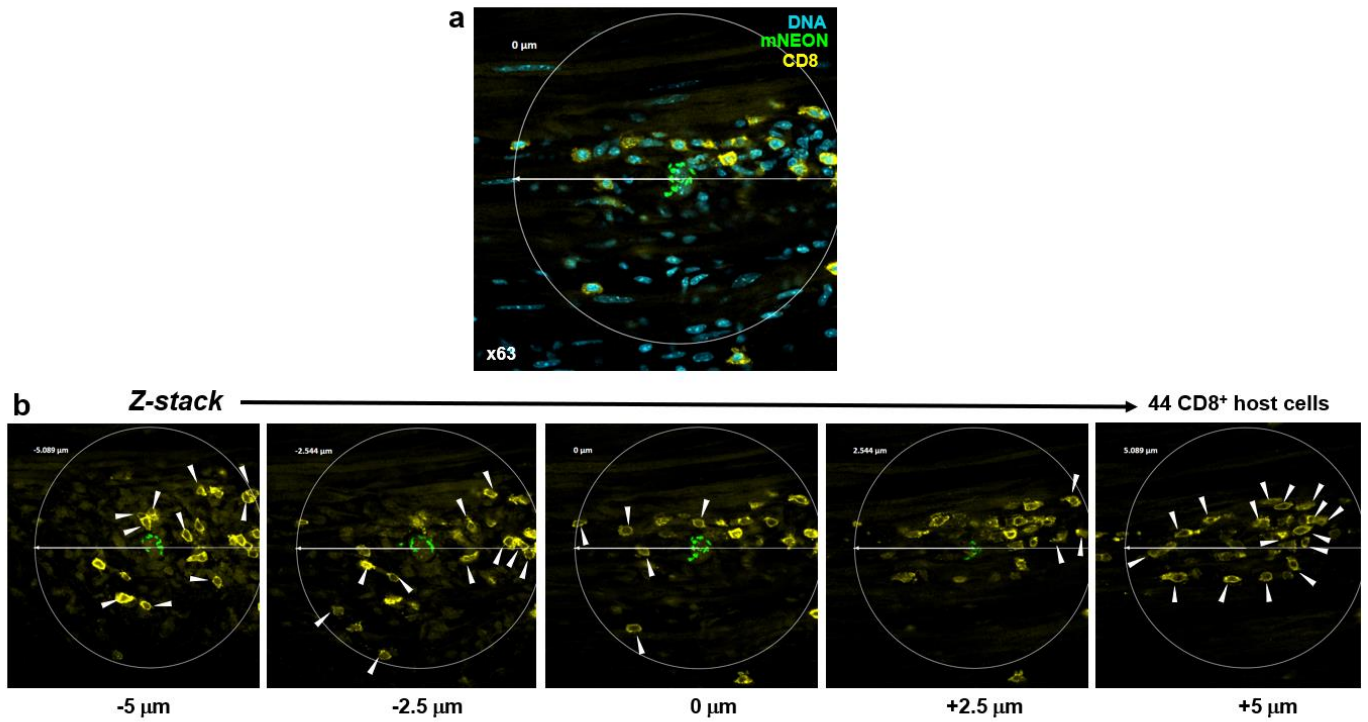 a
DNA
mNEON
CD8
0 µm
x63
b
Z-stack
44 CD8⁺ host cells
-5.089 µm
-2.544 µm
0 µm
2.544 µm
5.089 µm
-5 µm
-2.5 µm
0 µm
+2.5 µm
+5 µm